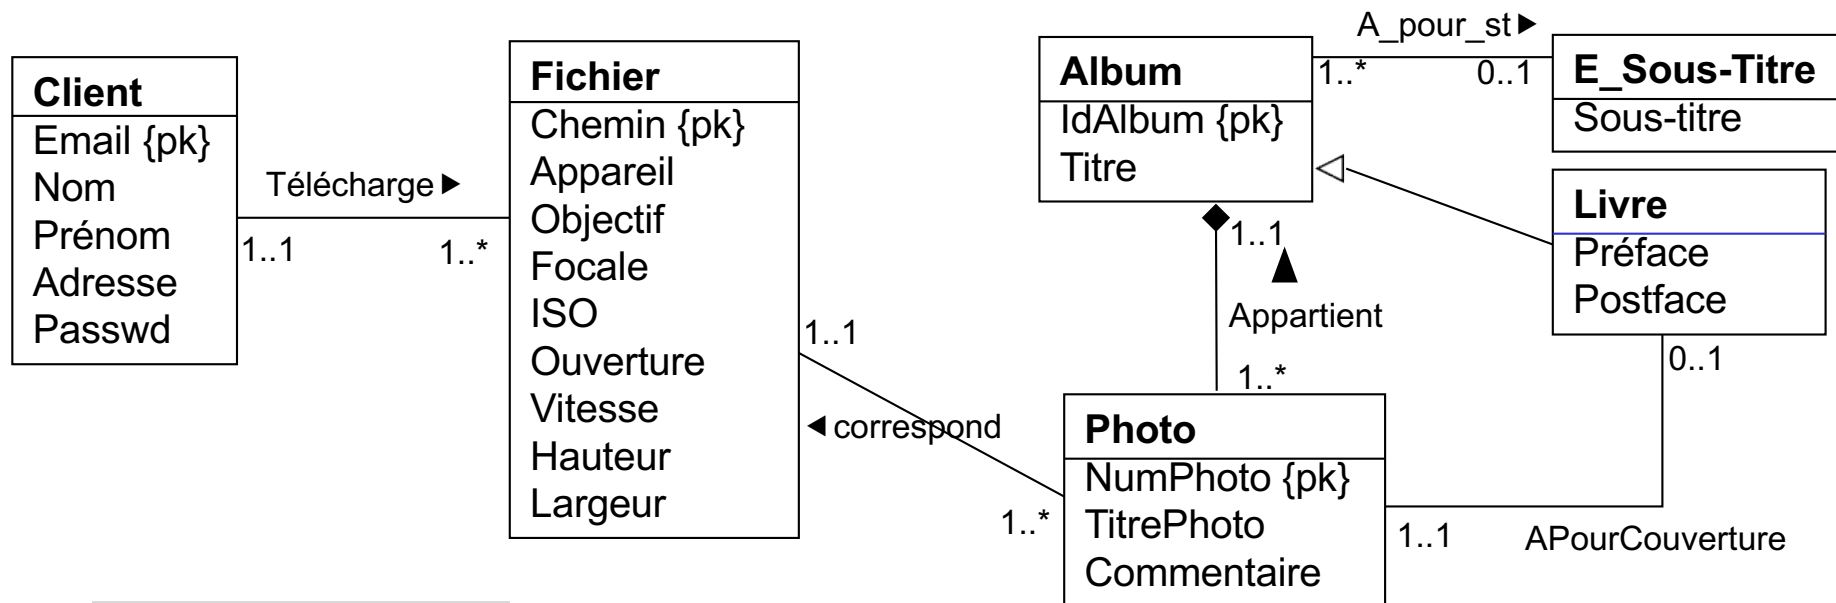 Client
Email {pk}
Nom
Prénom
Adresse
Passwd
Télécharge
1..1
1..*
Fichier
Chemin {pk}
Appareil
Objectif
Focale
ISO
Ouverture
Vitesse
Hauteur
Largeur
1..1
correspond
1..*
Album
IdAlbum {pk}
Titre
A_pour_st
1..*
0..1
E_Sous-Titre
Sous-titre
Livre
Préface
Postface
0..1
1..1
Appartient
1..*
Photo
NumPhoto {pk}
TitrePhoto
Commentaire
1..1
APourCouverture